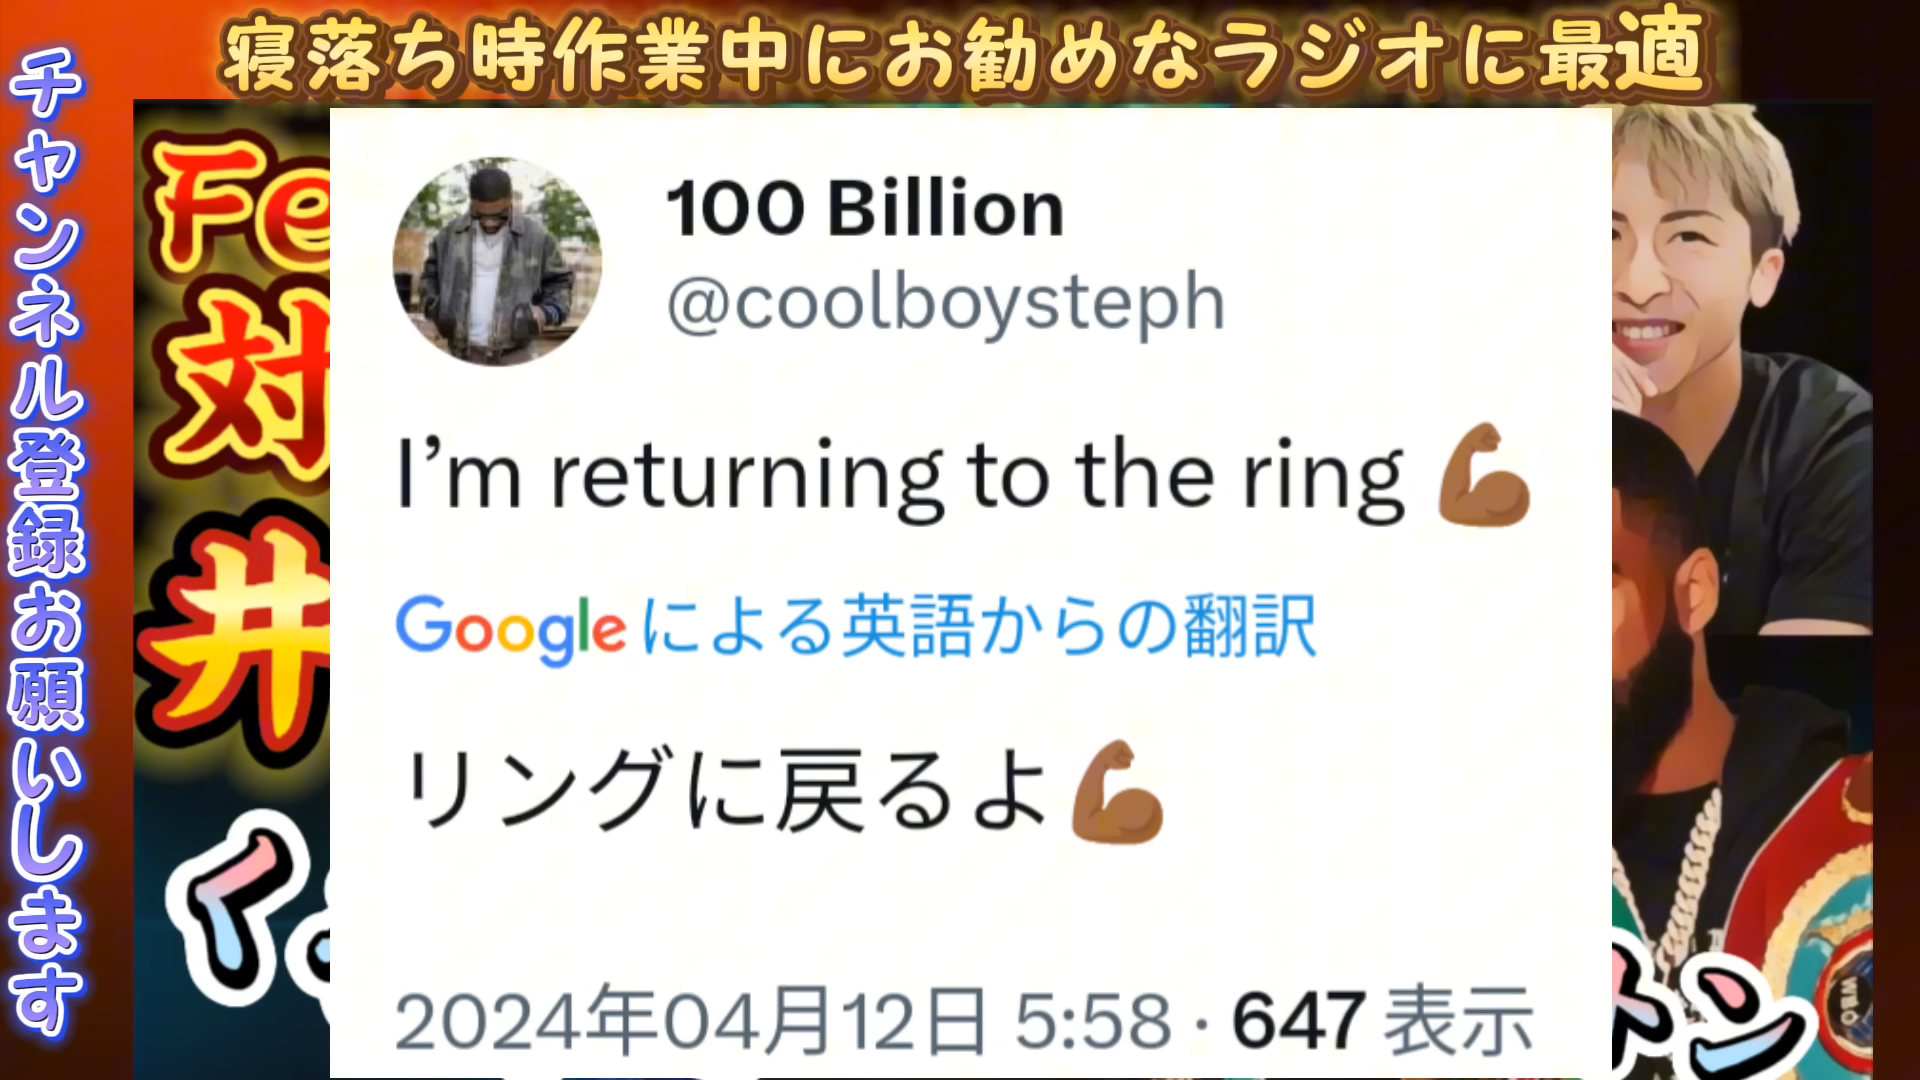 寝落ち時作業中にお勧めなラジオに最適
チャンネル登録お願いします
Fe
対
井
く
100 Billion
@coolboysteph
I’m returning to the ring 💪🏾
Googleによる英語からの翻訳
リングに戻るよ💪🏾
2024年04月12日 5:58 · 647 表示
ン
WBO